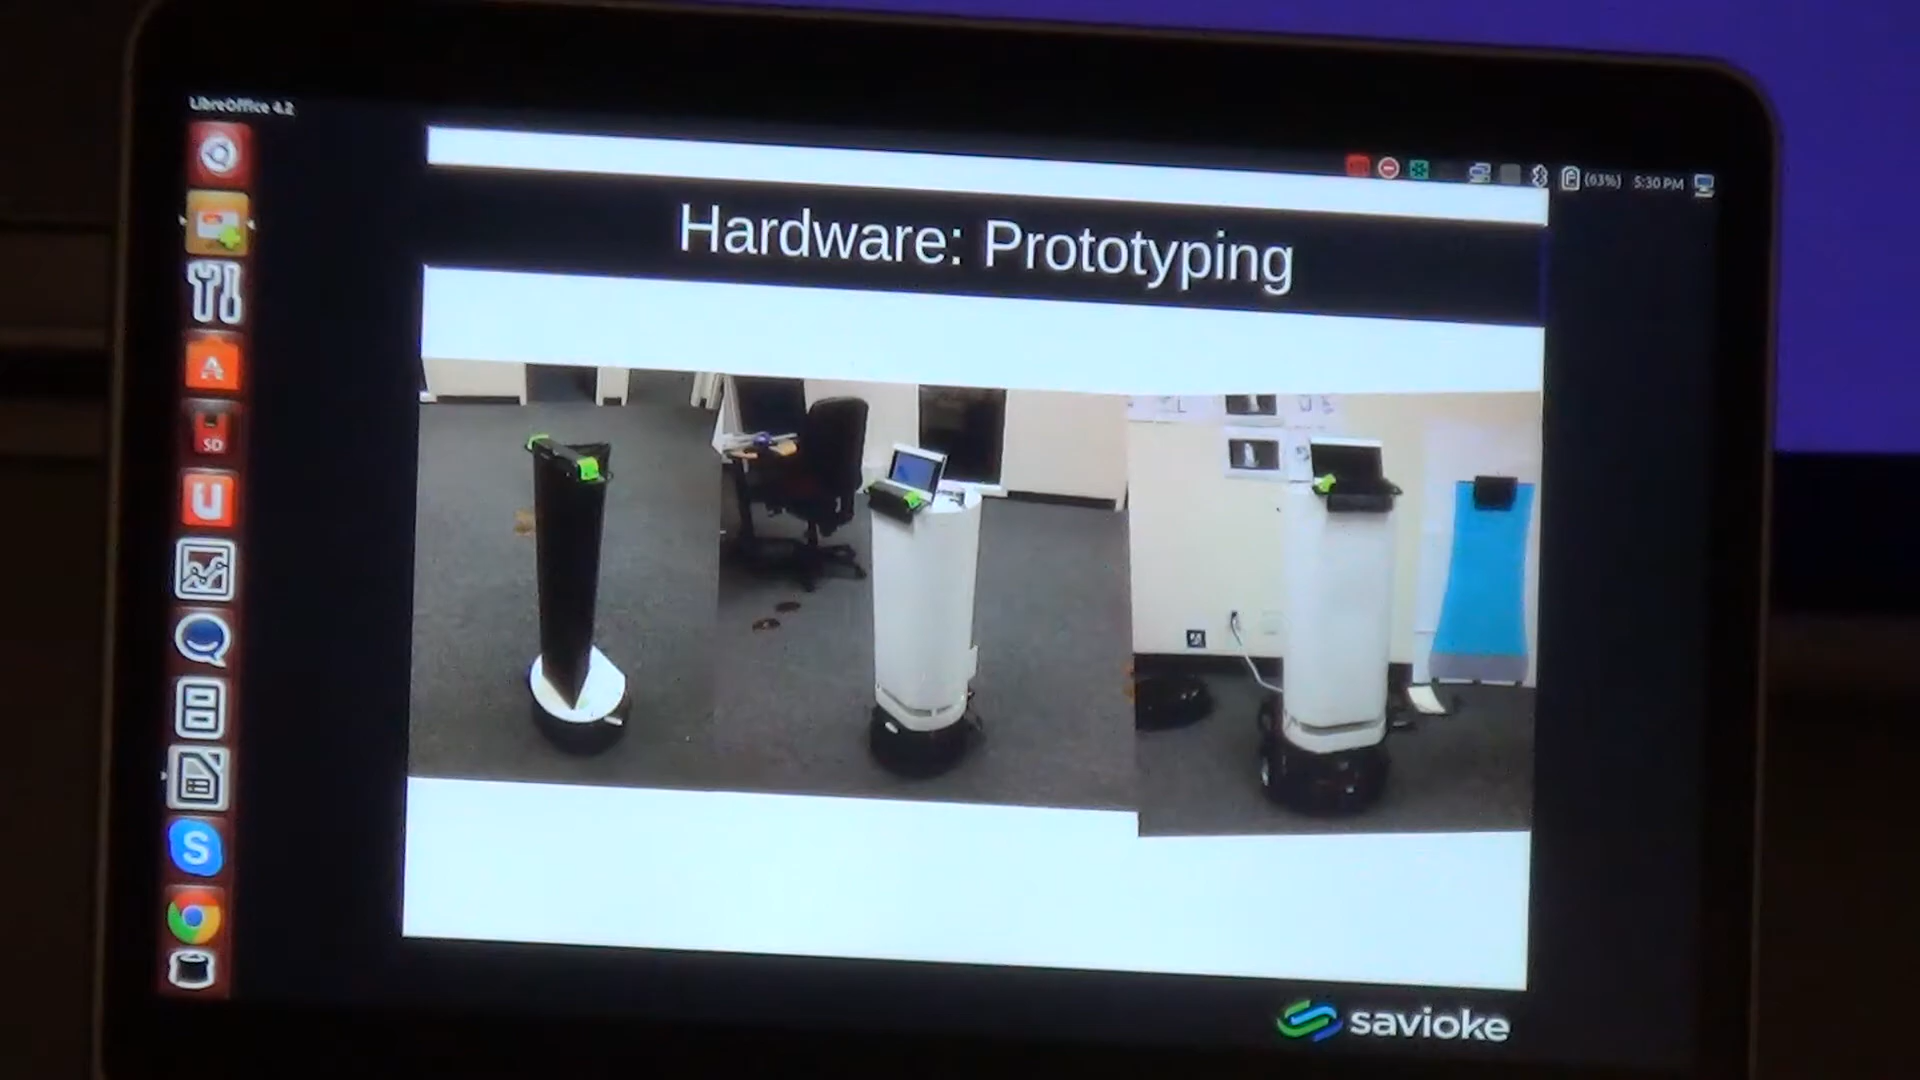 LibreOffice 4.2
(63%) 5:30 PM
Hardware: Prototyping
A
SD
U
S
savioke